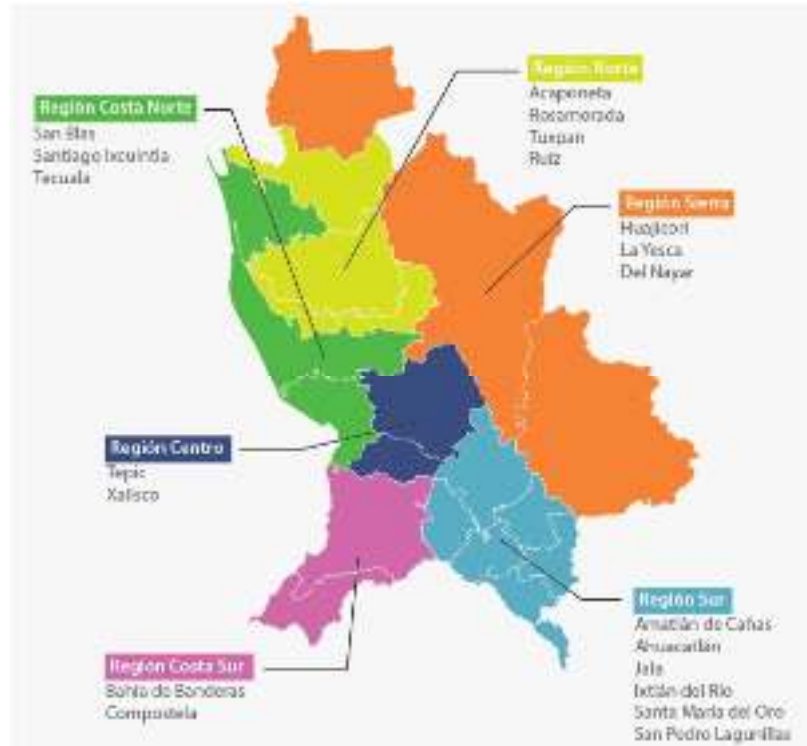 Región Norte
Acaponeta
Rosamorada
Tuxpan
Ruiz
Región Costa Norte
San Blas
Santiago Ixcuintla
Tecuala
Región Sierra
Huajicori
La Yesca
Del Nayar
Región Centro
Tepic
Xalisco
Región Sur
Amatlán de Cañas
Ahuacatlán
Jala
Ixtlán del Río
Santa María del Oro
San Pedro Lagunillas
Región Costa Sur
Bahía de Banderas
Compostela